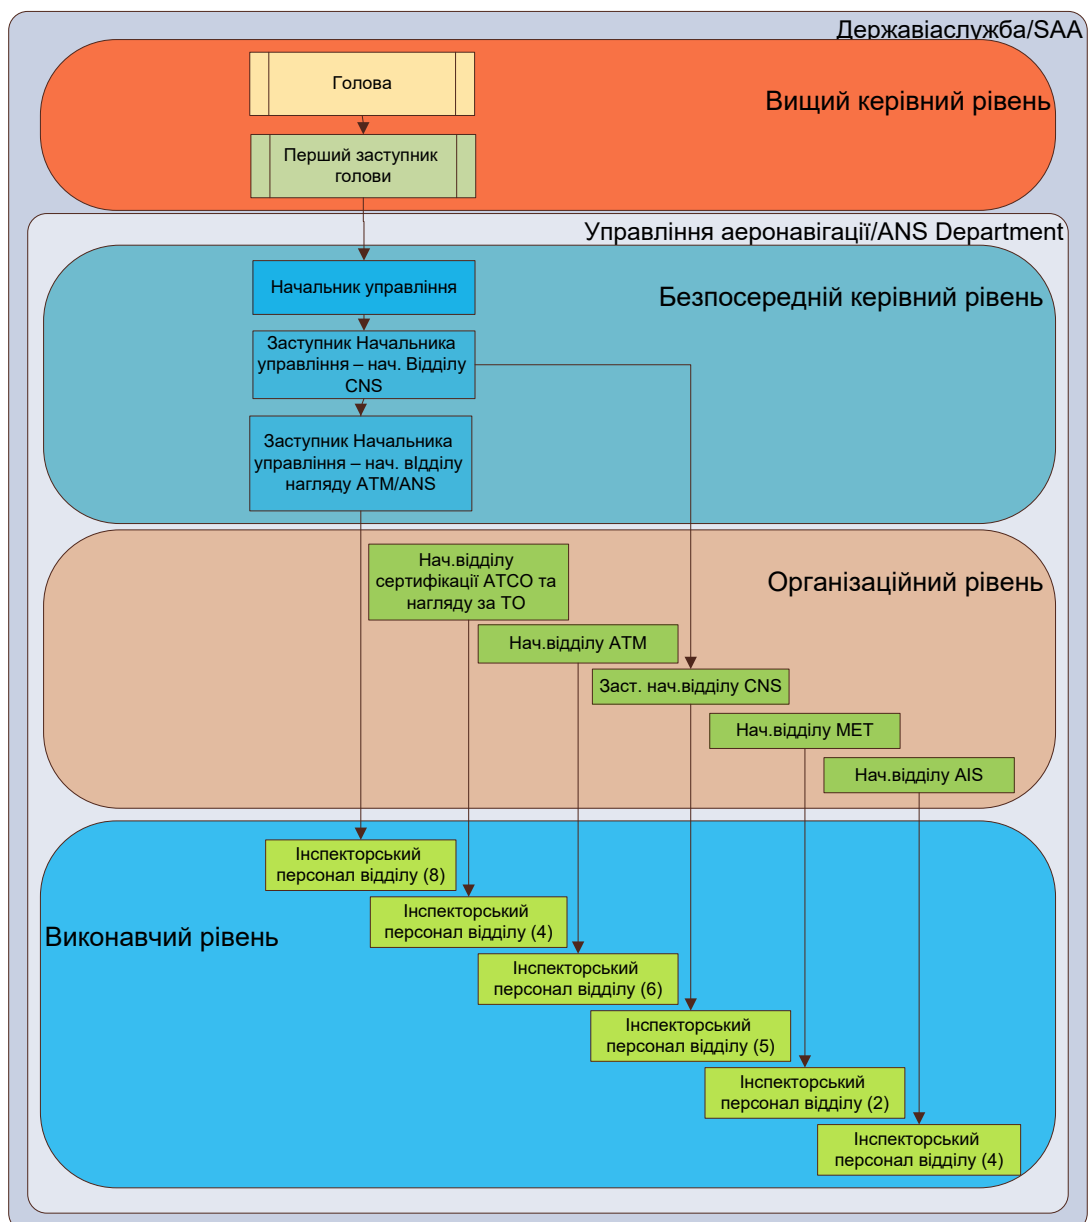 Державіаслужба/SAA
Голова
Вищий керівний рівень
Перший заступник
голови
Управління аеронавігації/ANS Department
Начальник управління
Безпосередній керівний рівень
Заступник Начальника
управління – нач. Відділу
CNS
Заступник Начальника
управління – нач. вІдділу
нагляду ATM/ANS
Нач.відділу
сертифікації АТСО та
нагляду за ТО
Організаційний рівень
Нач.відділу АТМ
Заст. нач.відділу CNS
Нач.відділу МЕТ
Нач.відділу AIS
Інспекторський
персонал відділу (8)
Виконавчий рівень
Інспекторський
персонал відділу (4)
Інспекторський
персонал відділу (6)
Інспекторський
персонал відділу (5)
Інспекторський
персонал відділу (2)
Інспекторський
персонал відділу (4)